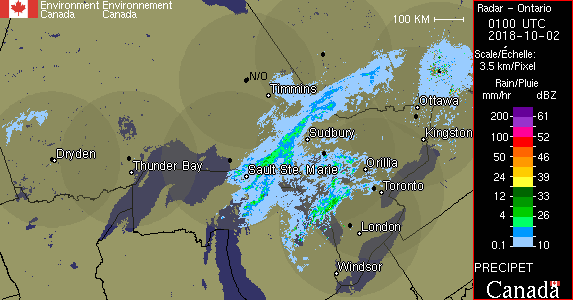 Environment Environnement
Canada Canada
100 KM
N/O
Timmins
Ottawa
Sudbury
Kingston
Dryden
Thunder Bay
Sault Ste. Marie
Orillia
Toronto
London
Windsor
Radar - Ontario
0100 UTC
2018-10-02
Scale/Échelle:
3.5 km/Pixel
Rain/Pluie
mm/hr dBZ
200 61
100 52
50 46
24 39
12 33
4 26
0.1 10
PRECIPET
Canada